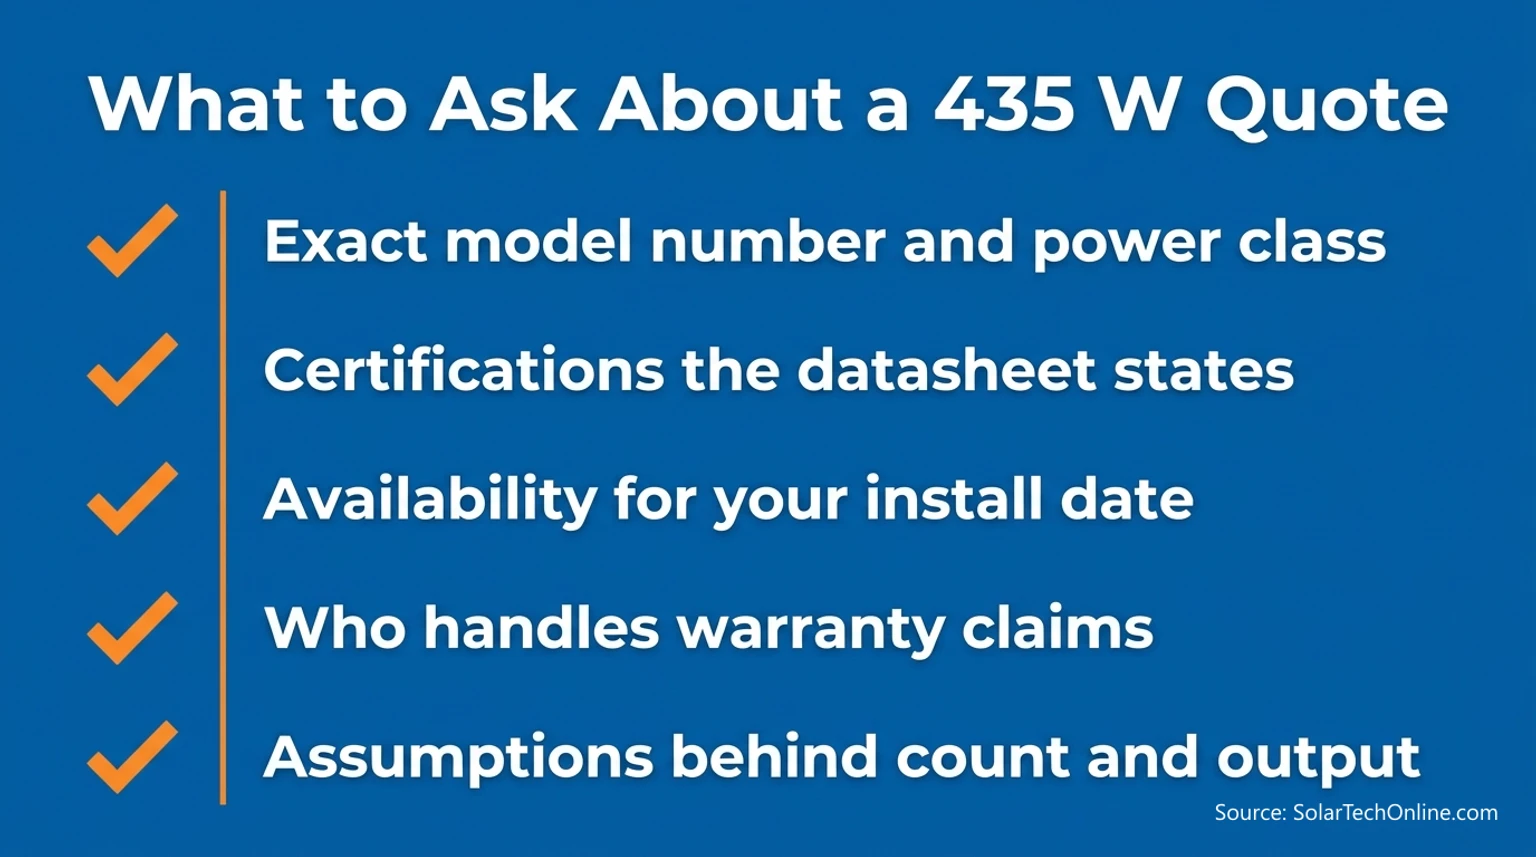 What to Ask About a 435 W Quote
Exact model number and power class
Certifications the datasheet states
Availability for your install date
Who handles warranty claims
Assumptions behind count and output
Source: SolarTechOnline.com